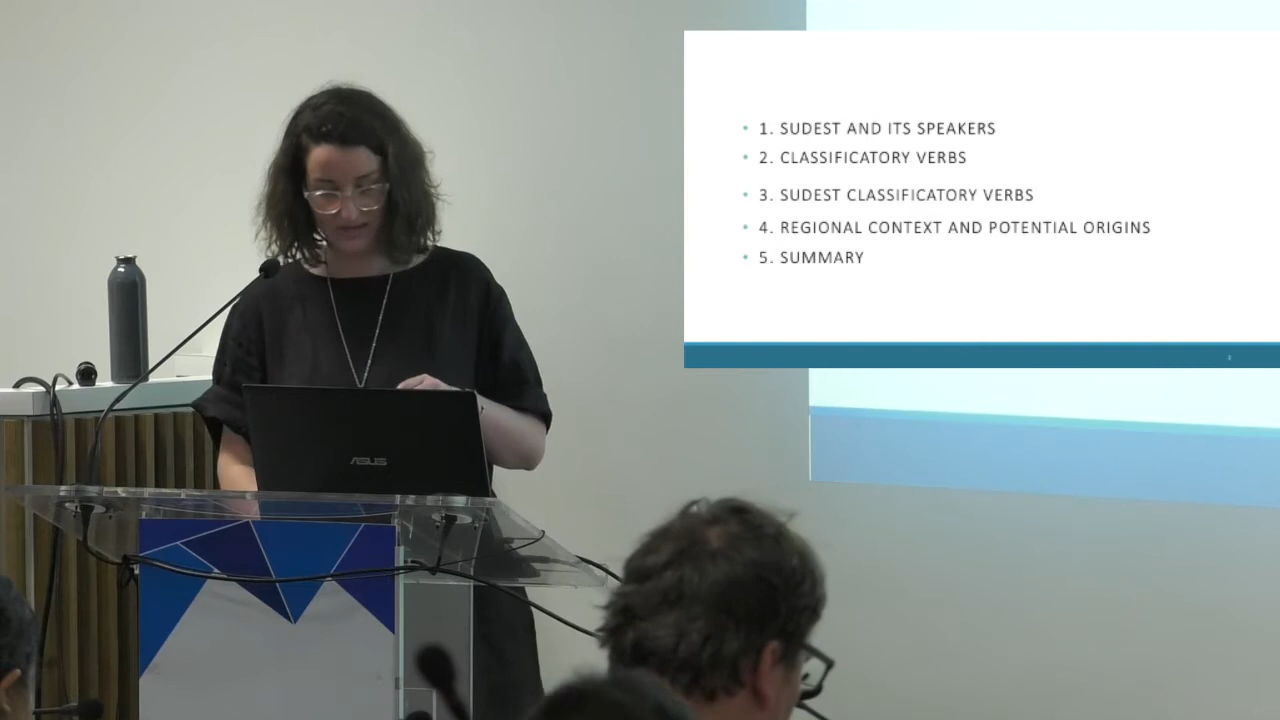 • 1. SUDEST AND ITS SPEAKERS
• 2. CLASSIFICATORY VERBS
• 3. SUDEST CLASSIFICATORY VERBS
• 4. REGIONAL CONTEXT AND POTENTIAL ORIGINS
• 5. SUMMARY
ASUS